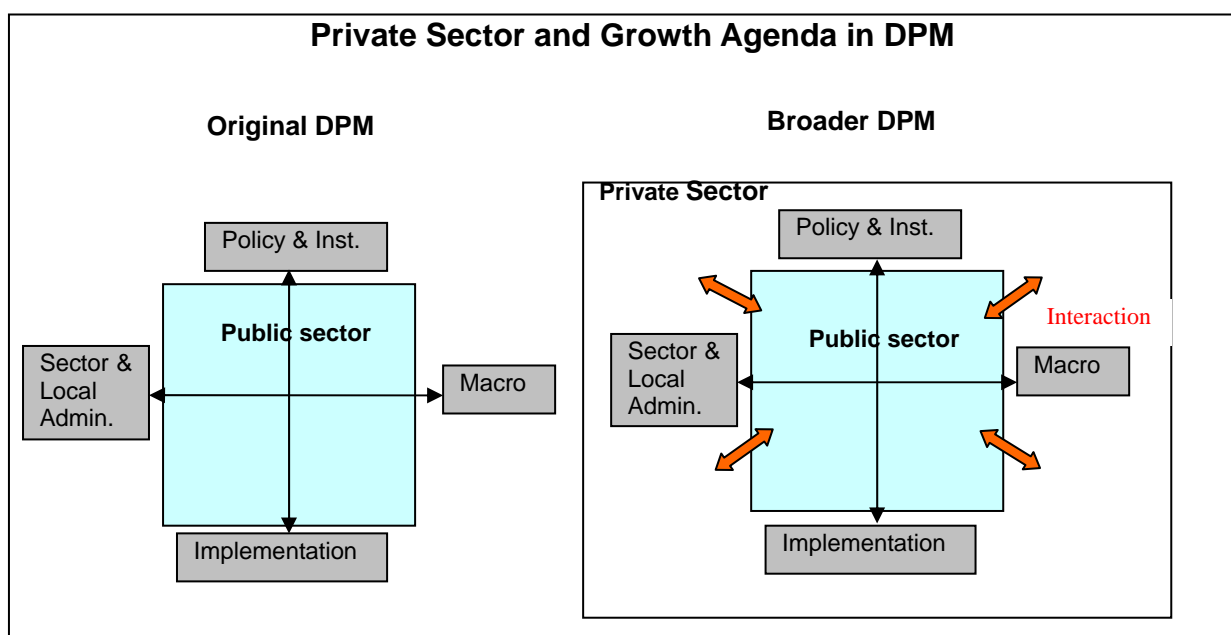 Private Sector and Growth Agenda in DPM
Original DPM
Policy & Inst.
Public sector
Sector &
Local
Admin.
Macro
Implementation
Broader DPM
Private Sector
Policy & Inst.
Interaction
Public sector
Sector &
Local
Admin.
Macro
Implementation